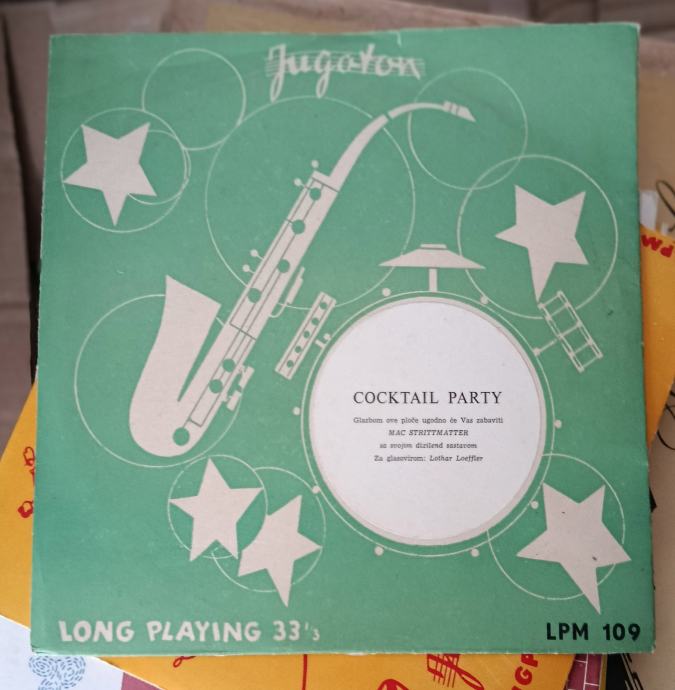 Jugoton
COCKTAIL PARTY
Glazbom ove ploče ugodno će Vas zabaviti
MAC STRITTMATTER
sa svojim dixilend sastavom
Za glasovirom: Lothar Loeffler
LONG PLAYING 33⅓
LPM 109
PM